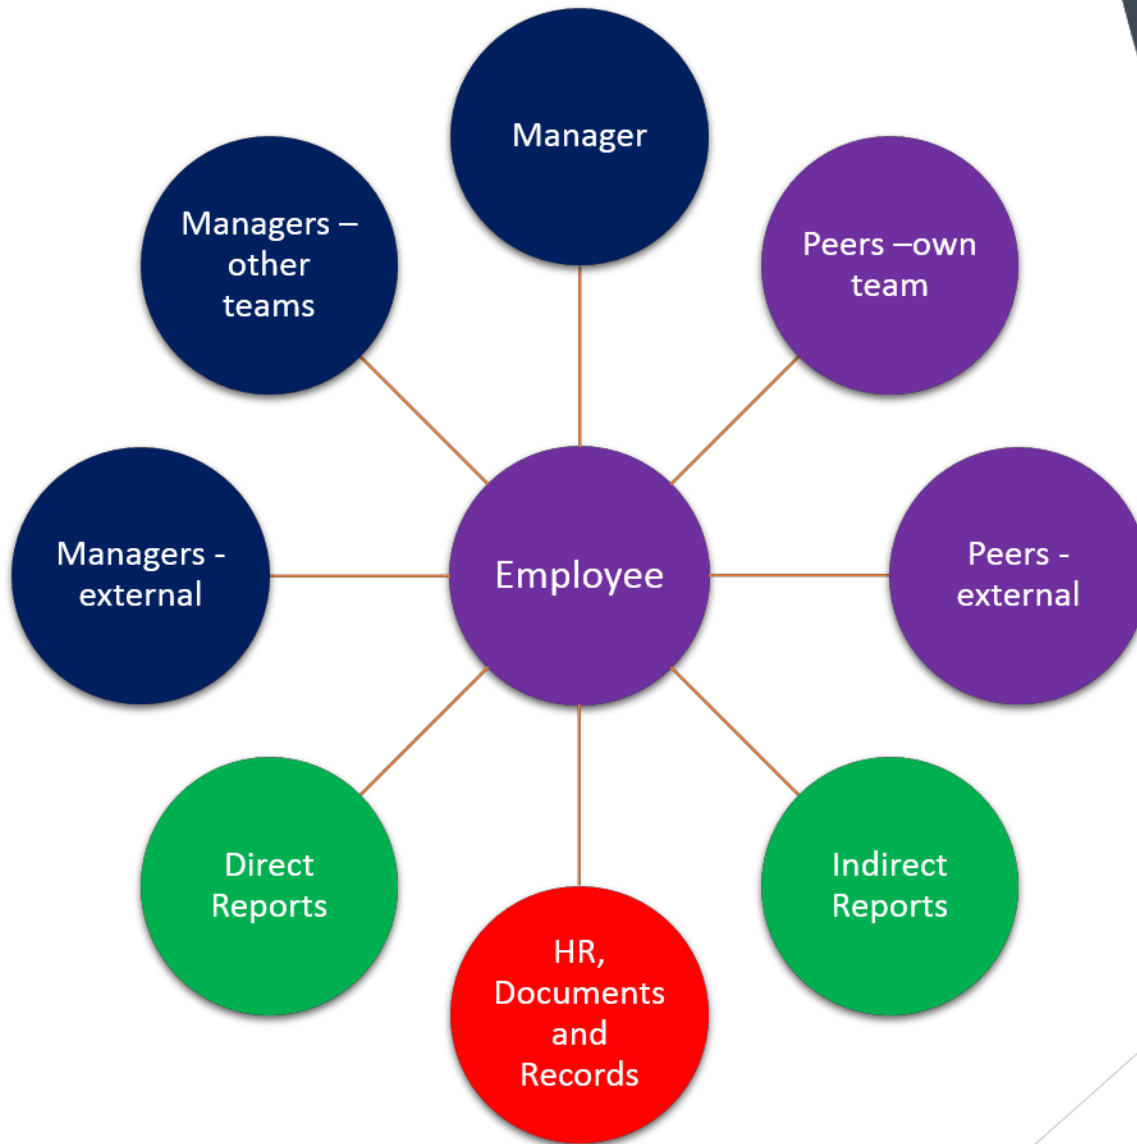 Manager
Managers –
other
teams
Peers –own
team
Managers -
external
Employee
Peers -
external
Direct
Reports
Indirect
Reports
HR,
Documents
and
Records